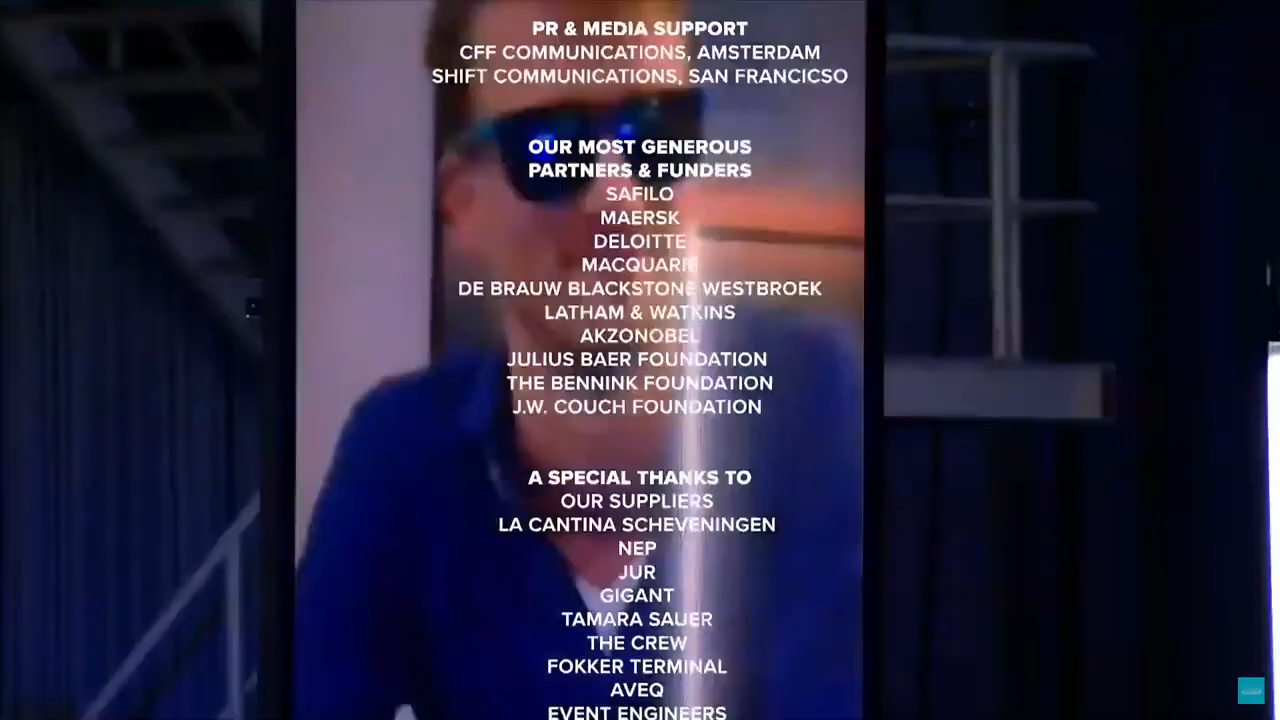 PR & MEDIA SUPPORT
CFF COMMUNICATIONS, AMSTERDAM
SHIFT COMMUNICATIONS, SAN FRANCICSO
OUR MOST GENEROUS
PARTNERS & FUNDERS
SAFILO
MAERSK
DELOITTE
MACQUARIE
DE BRAUW BLACKSTONE WESTBROEK
LATHAM & WATKINS
AKZONOBEL
JULIUS BAER FOUNDATION
THE BENNINK FOUNDATION
J.W. COUCH FOUNDATION
A SPECIAL THANKS TO
OUR SUPPLIERS
LA CANTINA SCHEVENINGEN
NEP
JUR
GIGANT
TAMARA SAUER
THE CREW
FOKKER TERMINAL
AVEQ
EVENT ENGINEERS